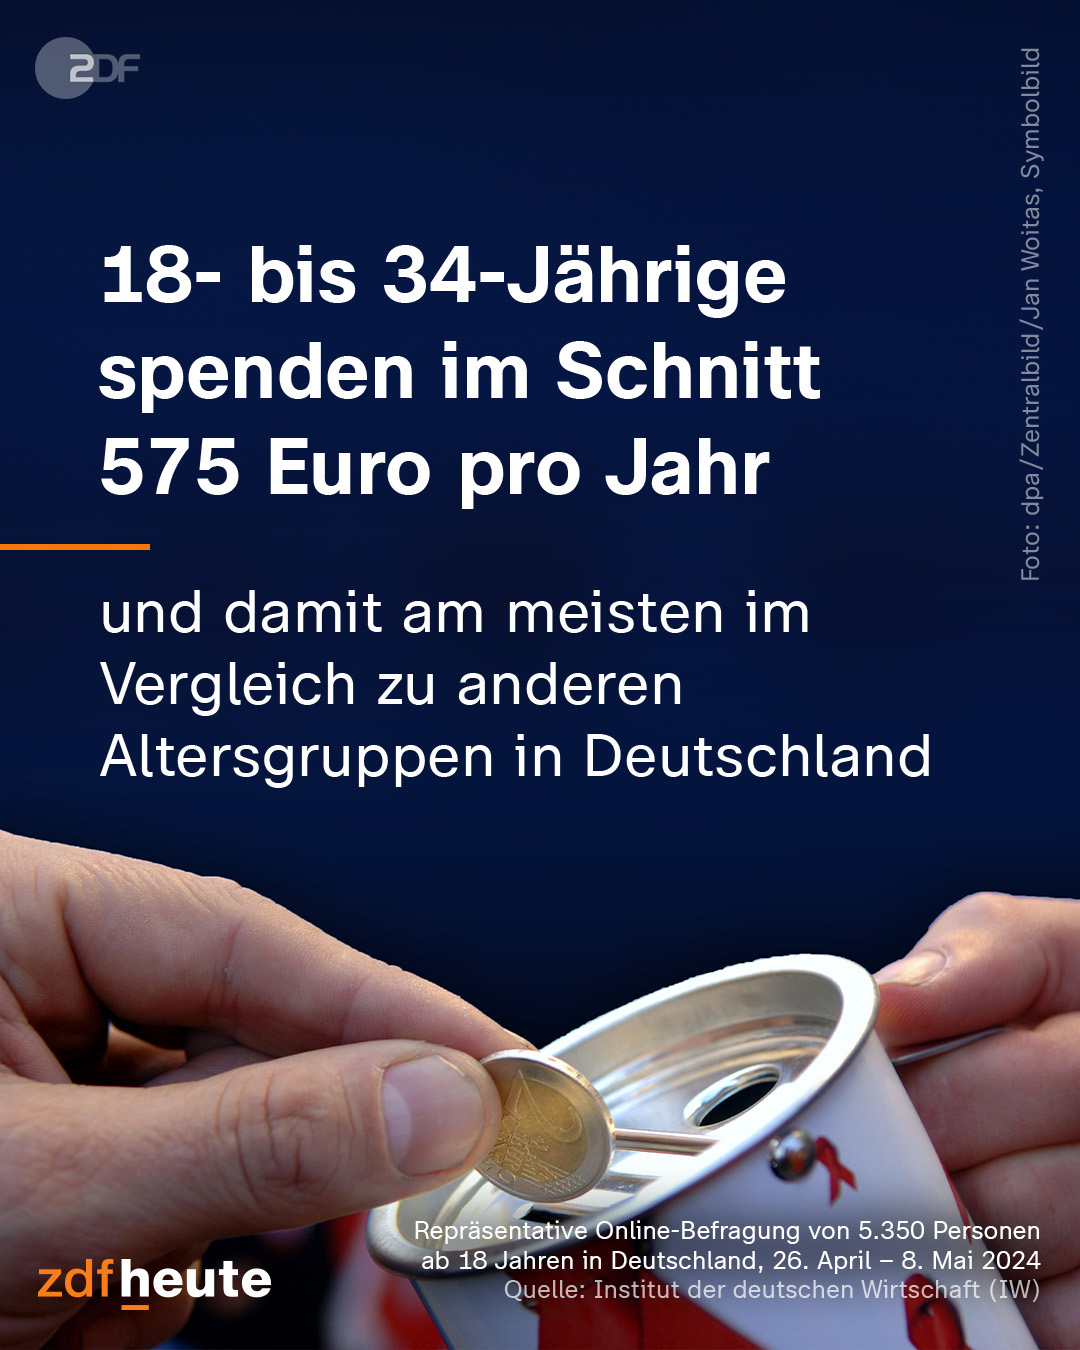 ZDF
Foto: dpa/Zentralbild/Jan Woitas, Symbolbild
18- bis 34-Jährige
spenden im Schnitt
575 Euro pro Jahr
und damit am meisten im
Vergleich zu anderen
Altersgruppen in Deutschland
2
Repräsentative Online-Befragung von 5.350 Personen
ab 18 Jahren in Deutschland, 26. April – 8. Mai 2024
Quelle: Institut der deutschen Wirtschaft (IW)
zdfheute